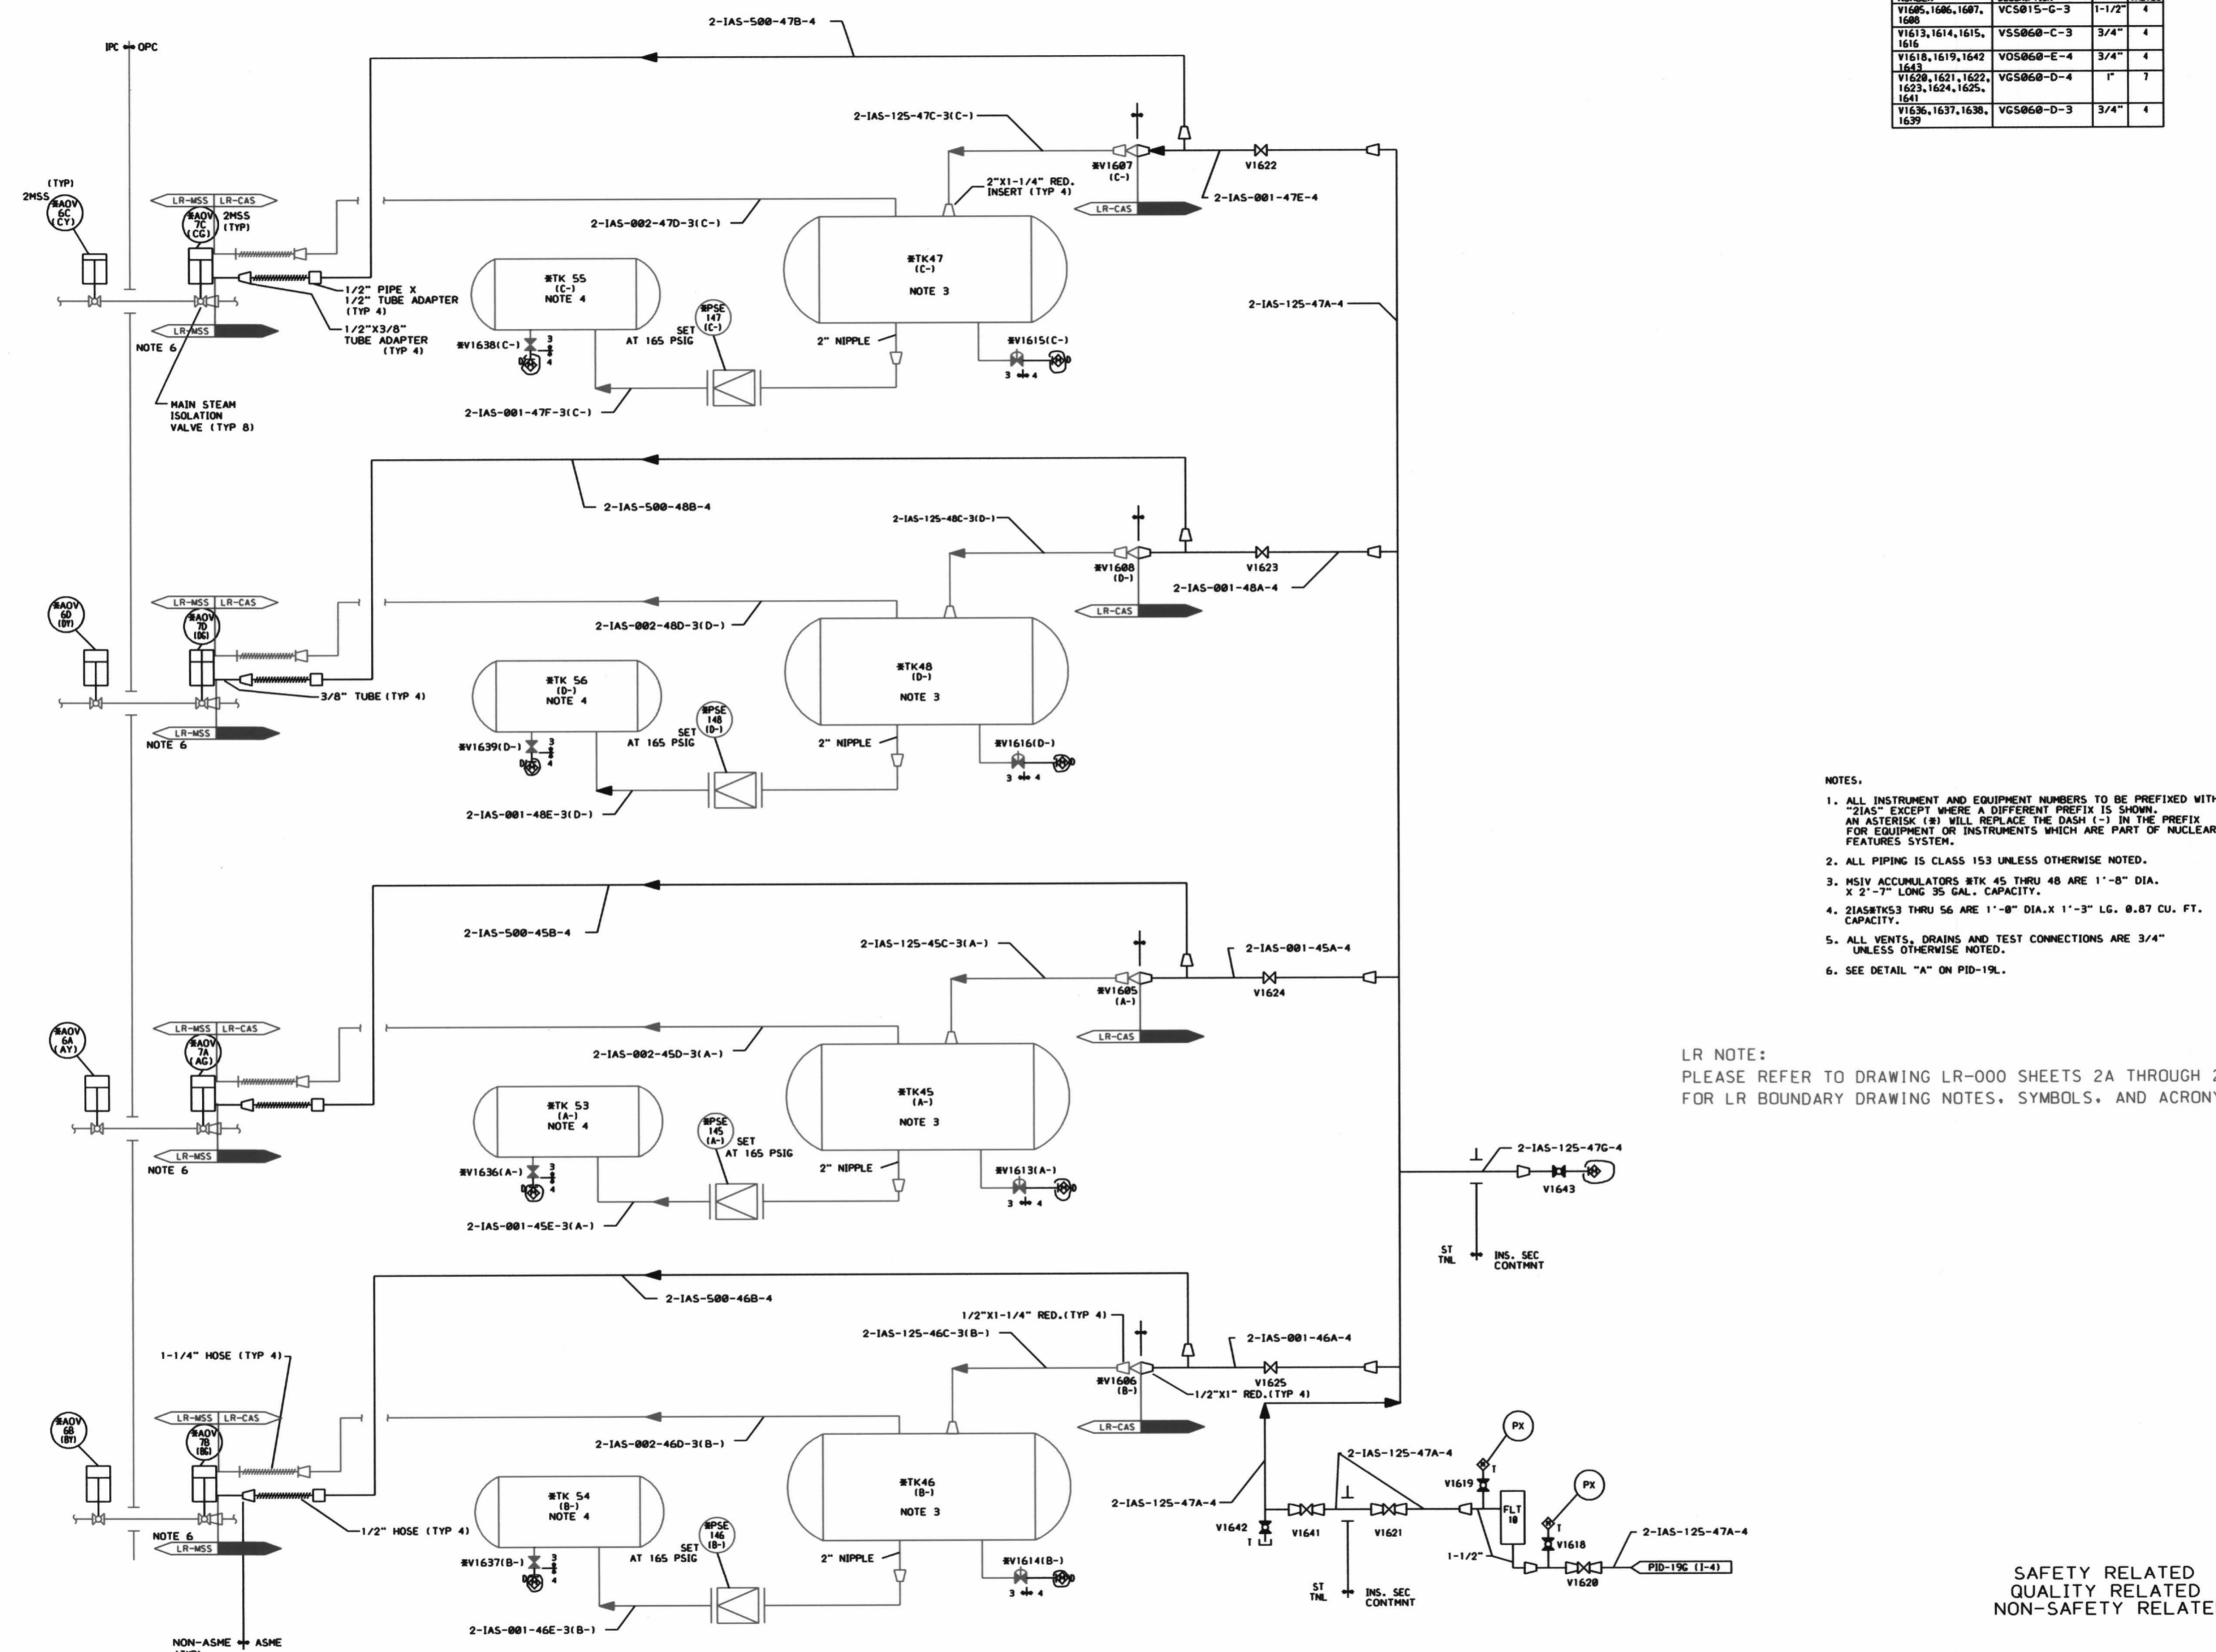 2-IAS-500-47B-4
IPC OPC
V1605,1606,1607,
1608
VCS015-G-3
1-1/2"
4
V1613,1614,1615,
1616
VSS060-C-3
3/4"
4
V1618,1619,1642
1643
VOS060-E-4
3/4"
4
V1620,1621,1622,
1623,1624,1625,
1641
VGS060-D-4
1"
7
V1636,1637,1638,
1639
VGS060-D-3
3/4"
4
2-IAS-125-47C-3(C-)
*V1607
(C-)
V1622
2"X1-1/4" RED.
INSERT (TYP 4)
LR-CAS
2-IAS-001-47E-4
(TYP)
2MSS
*AOV
6C
(CY)
LR-MSS LR-CAS
*AOV
7C
(CG)
2MSS
(TYP)
2-IAS-002-47D-3(C-)
*TK47
(C-)
NOTE 3
*TK 55
(C-)
NOTE 4
1/2" PIPE X
1/2" TUBE ADAPTER
(TYP 4)
1/2"X3/8"
TUBE ADAPTER
(TYP 4)
LR-MSS
NOTE 6
*PSE
147
(C-)
SET
AT 165 PSIG
2" NIPPLE
*V1638(C-)
3
4
D
*V1615(C-)
3 4
D
2-IAS-125-47A-4
2-IAS-001-47F-3(C-)
MAIN STEAM
ISOLATION
VALVE (TYP 8)
2-IAS-500-48B-4
2-IAS-125-48C-3(D-)
*V1608
(D-)
V1623
2-IAS-001-48A-4
LR-CAS
*AOV
6D
(DY)
LR-MSS LR-CAS
*AOV
7D
(DG)
2-IAS-002-48D-3(D-)
*TK48
(D-)
NOTE 3
*TK 56
(D-)
NOTE 4
3/8" TUBE (TYP 4)
LR-MSS
NOTE 6
*PSE
148
(D-)
SET
AT 165 PSIG
2" NIPPLE
*V1639(D-)
3
4
D
*V1616(D-)
3 4
D
2-IAS-001-48E-3(D-)
NOTES.
1. ALL INSTRUMENT AND EQUIPMENT NUMBERS TO BE PREFIXED WITH
"2IAS" EXCEPT WHERE A DIFFERENT PREFIX IS SHOWN.
AN ASTERISK (*) WILL REPLACE THE DASH (-) IN THE PREFIX
FOR EQUIPMENT OR INSTRUMENTS WHICH ARE PART OF NUCLEAR
FEATURES SYSTEM.
2. ALL PIPING IS CLASS 153 UNLESS OTHERWISE NOTED.
3. MSIV ACCUMULATORS *TK 45 THRU 48 ARE 1'-8" DIA.
X 2'-7" LONG 35 GAL. CAPACITY.
4. 2IAS*TK53 THRU 56 ARE 1'-0" DIA.X 1'-3" LG. 0.87 CU. FT.
CAPACITY.
5. ALL VENTS, DRAINS AND TEST CONNECTIONS ARE 3/4"
UNLESS OTHERWISE NOTED.
6. SEE DETAIL "A" ON PID-19L.
2-IAS-500-45B-4
2-IAS-125-45C-3(A-)
2-IAS-001-45A-4
*V1605
(A-)
V1624
LR-CAS
*AOV
6A
(AY)
LR-MSS LR-CAS
*AOV
7A
(AG)
2-IAS-002-45D-3(A-)
*TK45
(A-)
NOTE 3
*TK 53
(A-)
NOTE 4
LR-MSS
NOTE 6
*PSE
145
(A-)
SET
AT 165 PSIG
2" NIPPLE
*V1636(A-)
3
4
D
*V1613(A-)
3 4
D
2-IAS-001-45E-3(A-)
LR NOTE:
PLEASE REFER TO DRAWING LR-000 SHEETS 2A THROUGH 2
FOR LR BOUNDARY DRAWING NOTES, SYMBOLS, AND ACRONY
2-IAS-125-47G-4
V1643
ST
TNL
INS. SEC
CONTMNT
2-IAS-500-46B-4
1/2"X1-1/4" RED.(TYP 4)
2-IAS-125-46C-3(B-)
2-IAS-001-46A-4
*V1606
(B-)
V1625
1/2"X1" RED.(TYP 4)
LR-CAS
1-1/4" HOSE (TYP 4)
*AOV
6B
(BY)
LR-MSS LR-CAS
*AOV
7B
(BG)
2-IAS-002-46D-3(B-)
*TK46
(B-)
NOTE 3
*TK 54
(B-)
NOTE 4
1/2" HOSE (TYP 4)
NOTE 6
LR-MSS
*PSE
146
(B-)
SET
AT 165 PSIG
2" NIPPLE
*V1637(B-)
3
4
D
*V1614(B-)
3 4
D
2-IAS-001-46E-3(B-)
NON-ASME ASME
2-IAS-125-47A-4
2-IAS-125-47A-4
V1642
T
V1641
V1621
ST
TNL
INS. SEC
CONTMNT
PX
V1619
T
FLT
10
PX
T
V1618
1-1/2"
V1620
2-IAS-125-47A-4
PID-19G (I-4)
SAFETY RELATED
QUALITY RELATED
NON-SAFETY RELATE